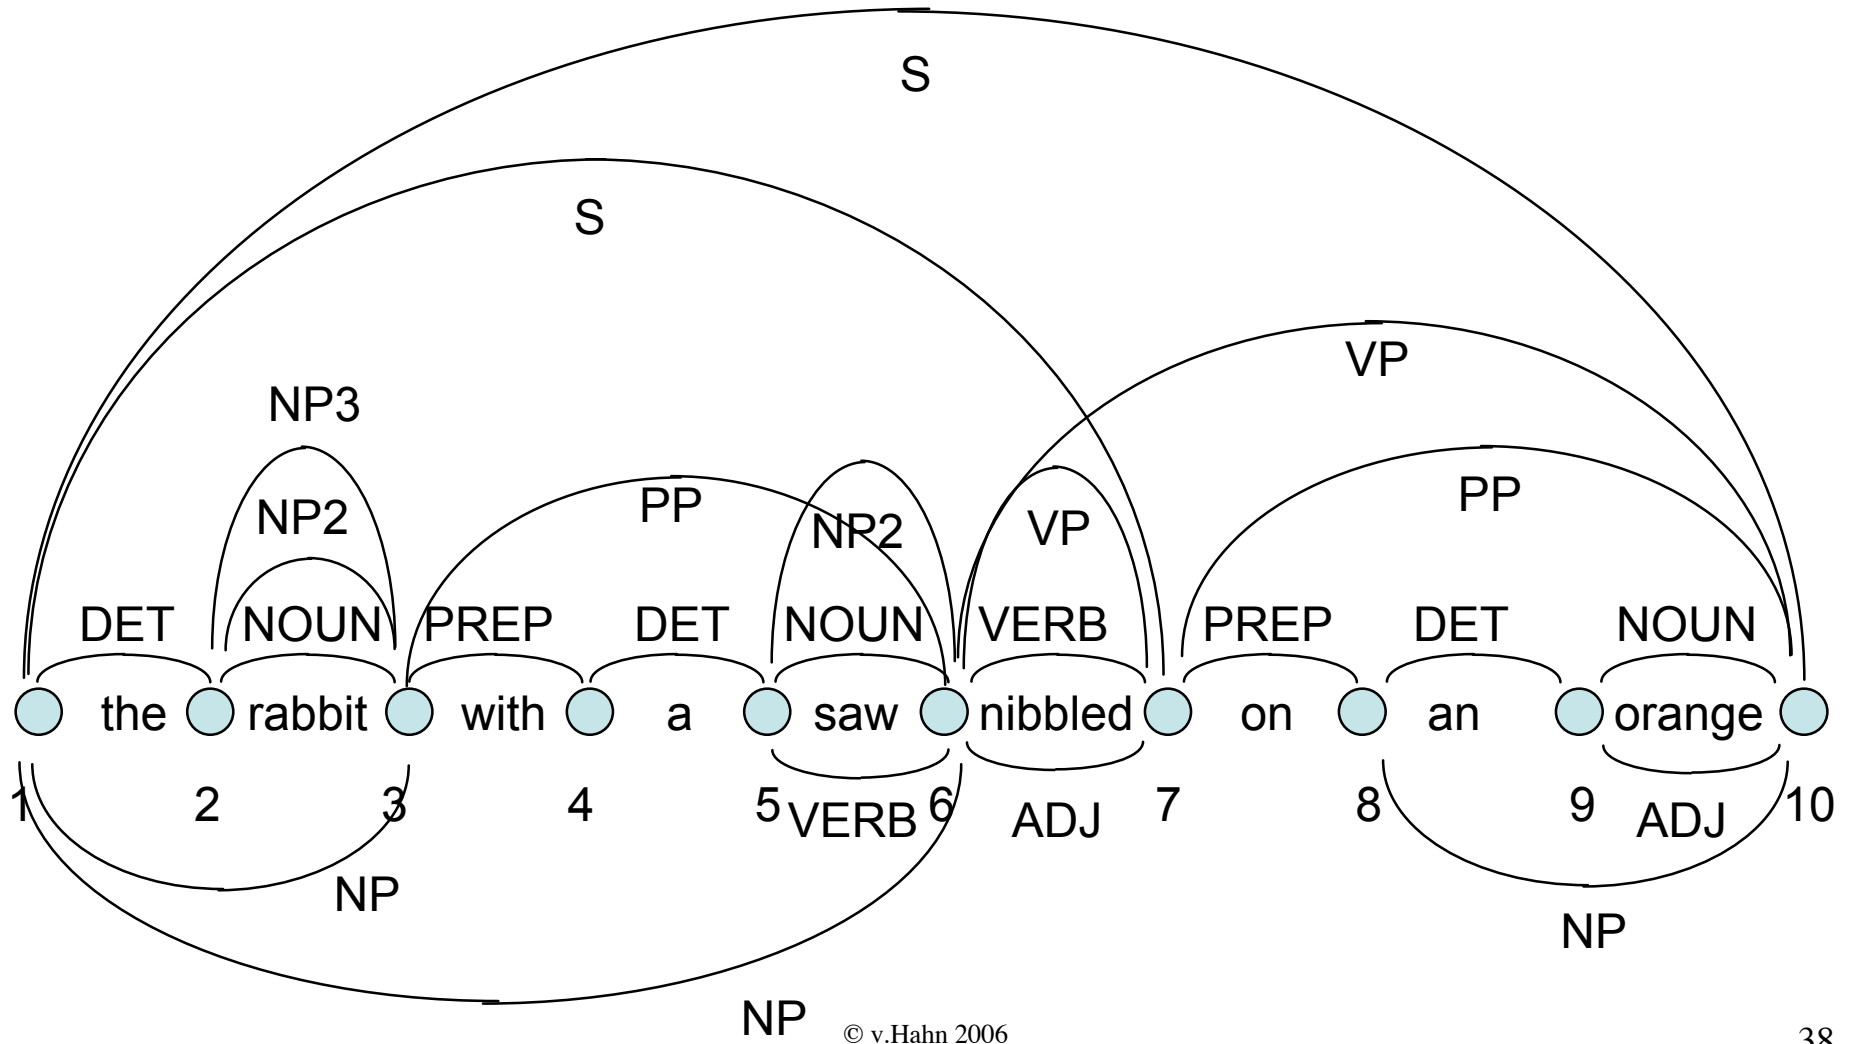 S
S
VP
NP3
PP
PP
NP2
NP2
VP
DET NOUN PREP DET NOUN VERB PREP DET NOUN
the rabbit with a saw nibbled on an orange
1 2 3 4 5 VERB 6 ADJ 7 8 9 ADJ 10
NP
NP
NP
© v.Hahn 2006
38